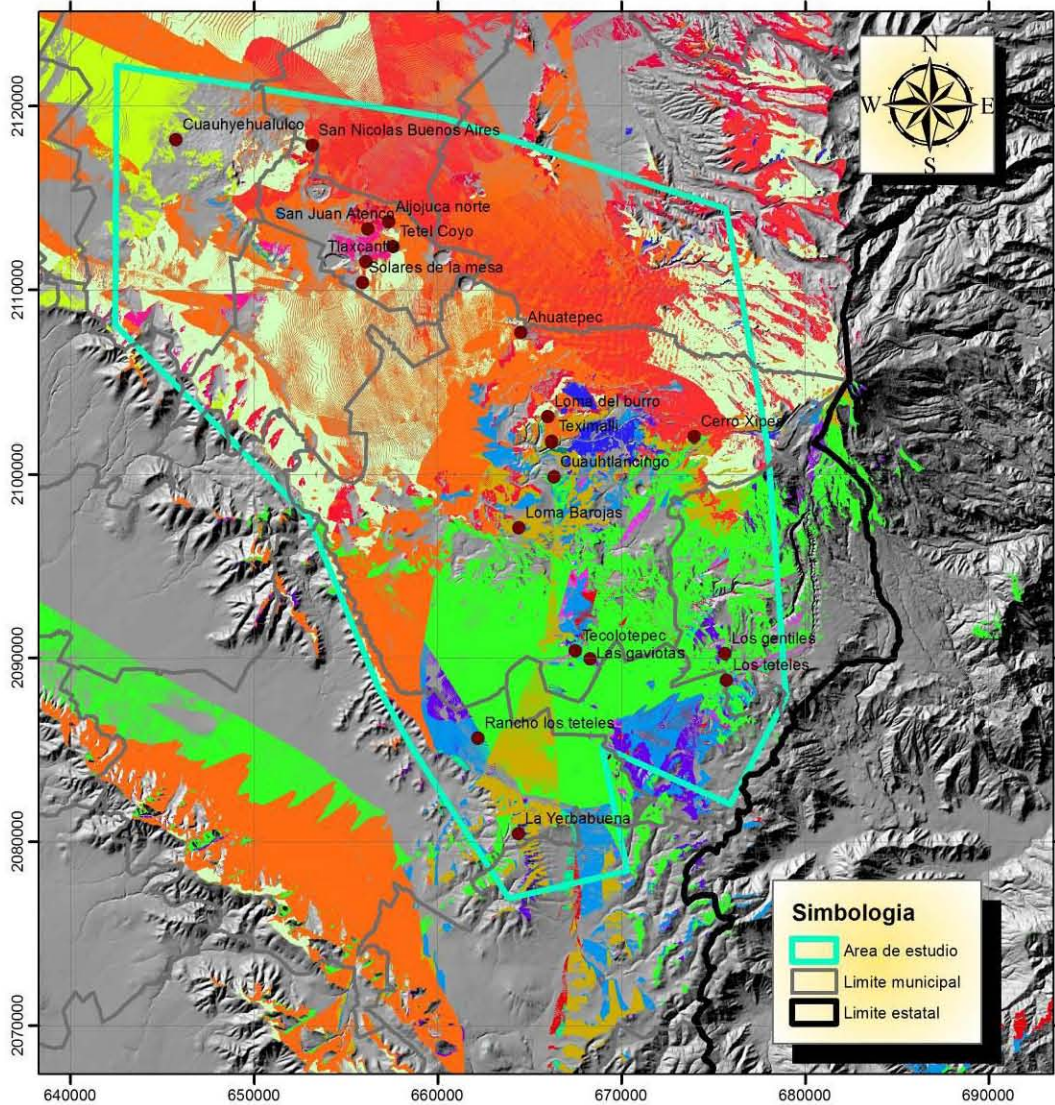 N
W E
S
2120000
2110000
2100000
2090000
2080000
2070000
Cuauhyehualulco
San Nicolas Buenos Aires
Aljojuca norte
San Juan Atenco
Tetel Coyo
Solares de la mesa
Ahuatepec
Loma del burro
Teximalli
Cerro Xipe
Cuauhtlancingo
Loma Barojas
Tecolotepec
Los gentiles
Las gaviotas
Los teteles
Rancho los teteles
La Yerbabuena
Simbologia
Area de estudio
Limite municipal
Limite estatal
640000 650000 660000 670000 680000 690000